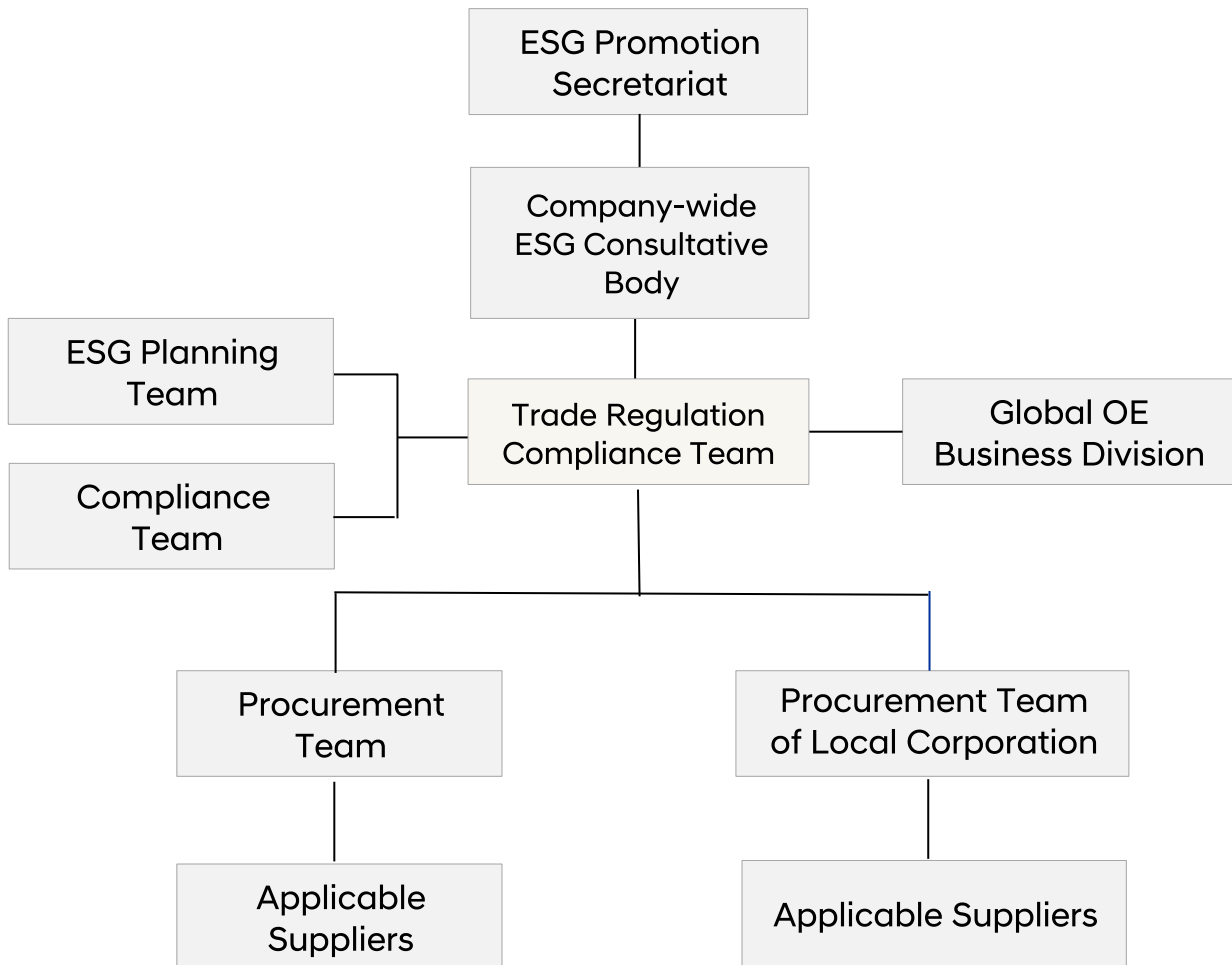 ESG Promotion
Secretariat
Company-wide
ESG Consultative
Body
ESG Planning
Team
Compliance
Team
Trade Regulation
Compliance Team
Global OE
Business Division
Procurement
Team
Procurement Team
of Local Corporation
Applicable
Suppliers
Applicable Suppliers